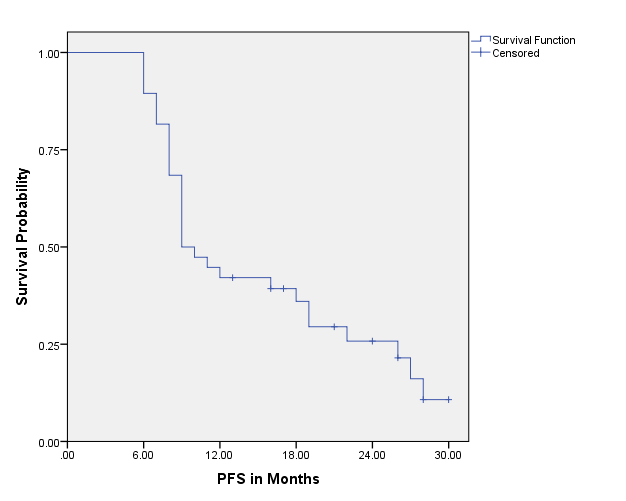 Survival Function
Censored
1.00
0.75
0.50
0.25
0.00
Survival Probability
.00 6.00 12.00 18.00 24.00 30.00
PFS in Months